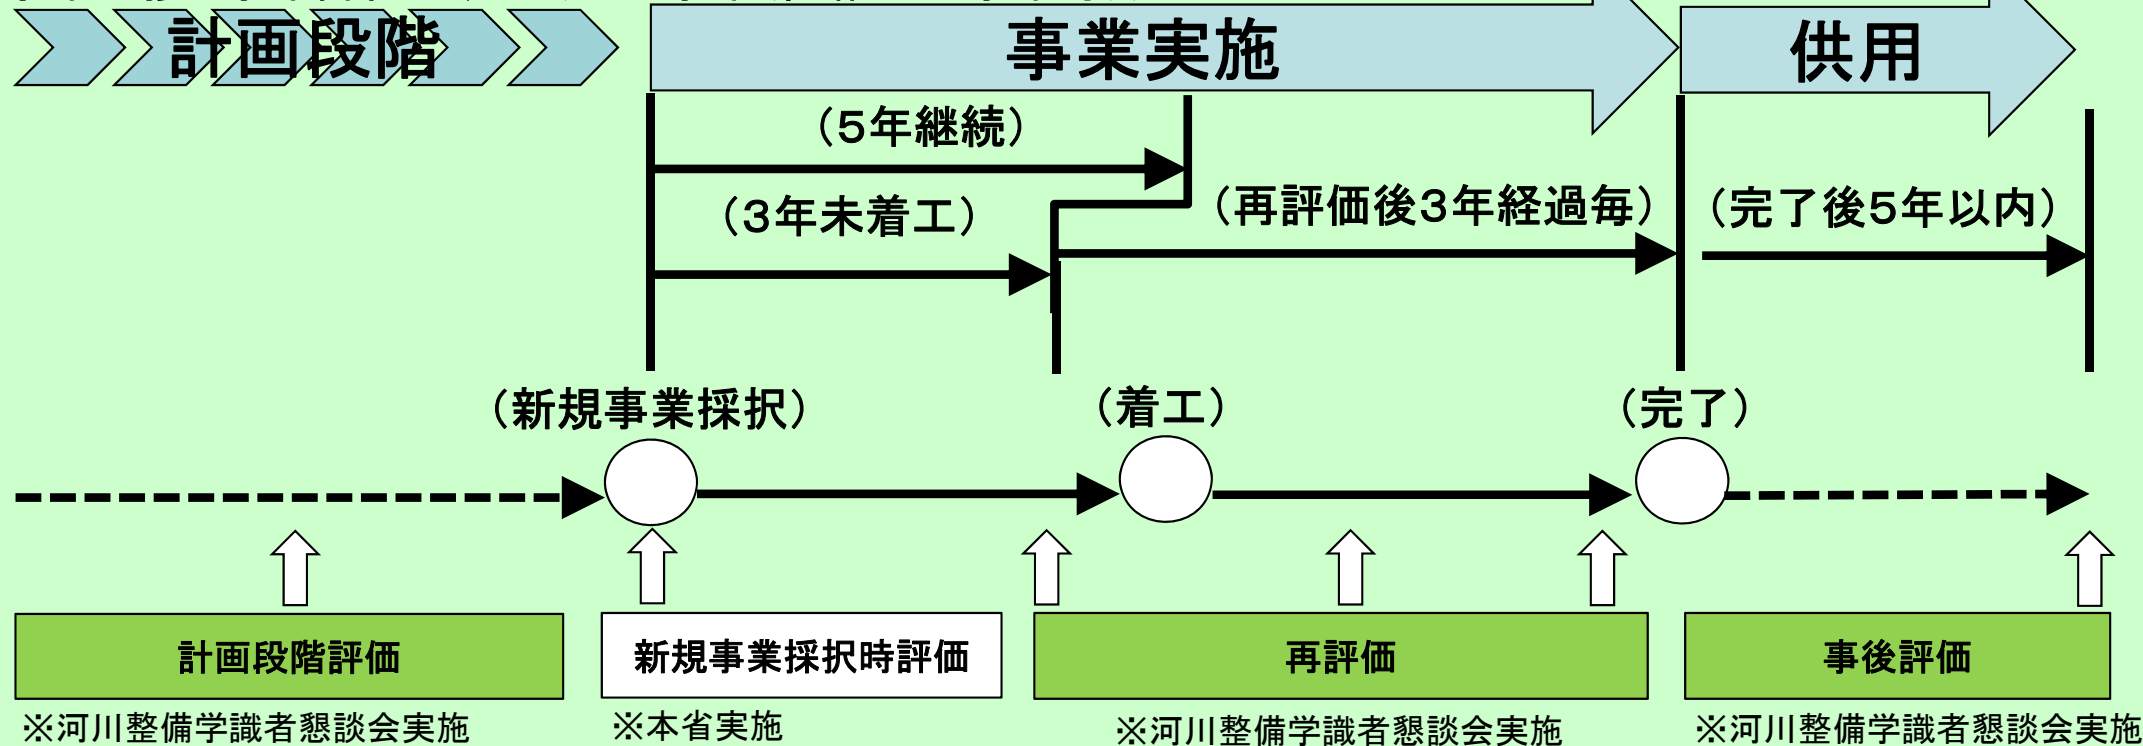 計画段階
事業実施
供用
（５年継続）
（３年未着工）
（再評価後３年経過毎）
（完了後５年以内）
（新規事業採択）
（着工）
（完了）
計画段階評価
新規事業採択時評価
再評価
事後評価
※河川整備学識者懇談会実施
※本省実施
※河川整備学識者懇談会実施
※河川整備学識者懇談会実施